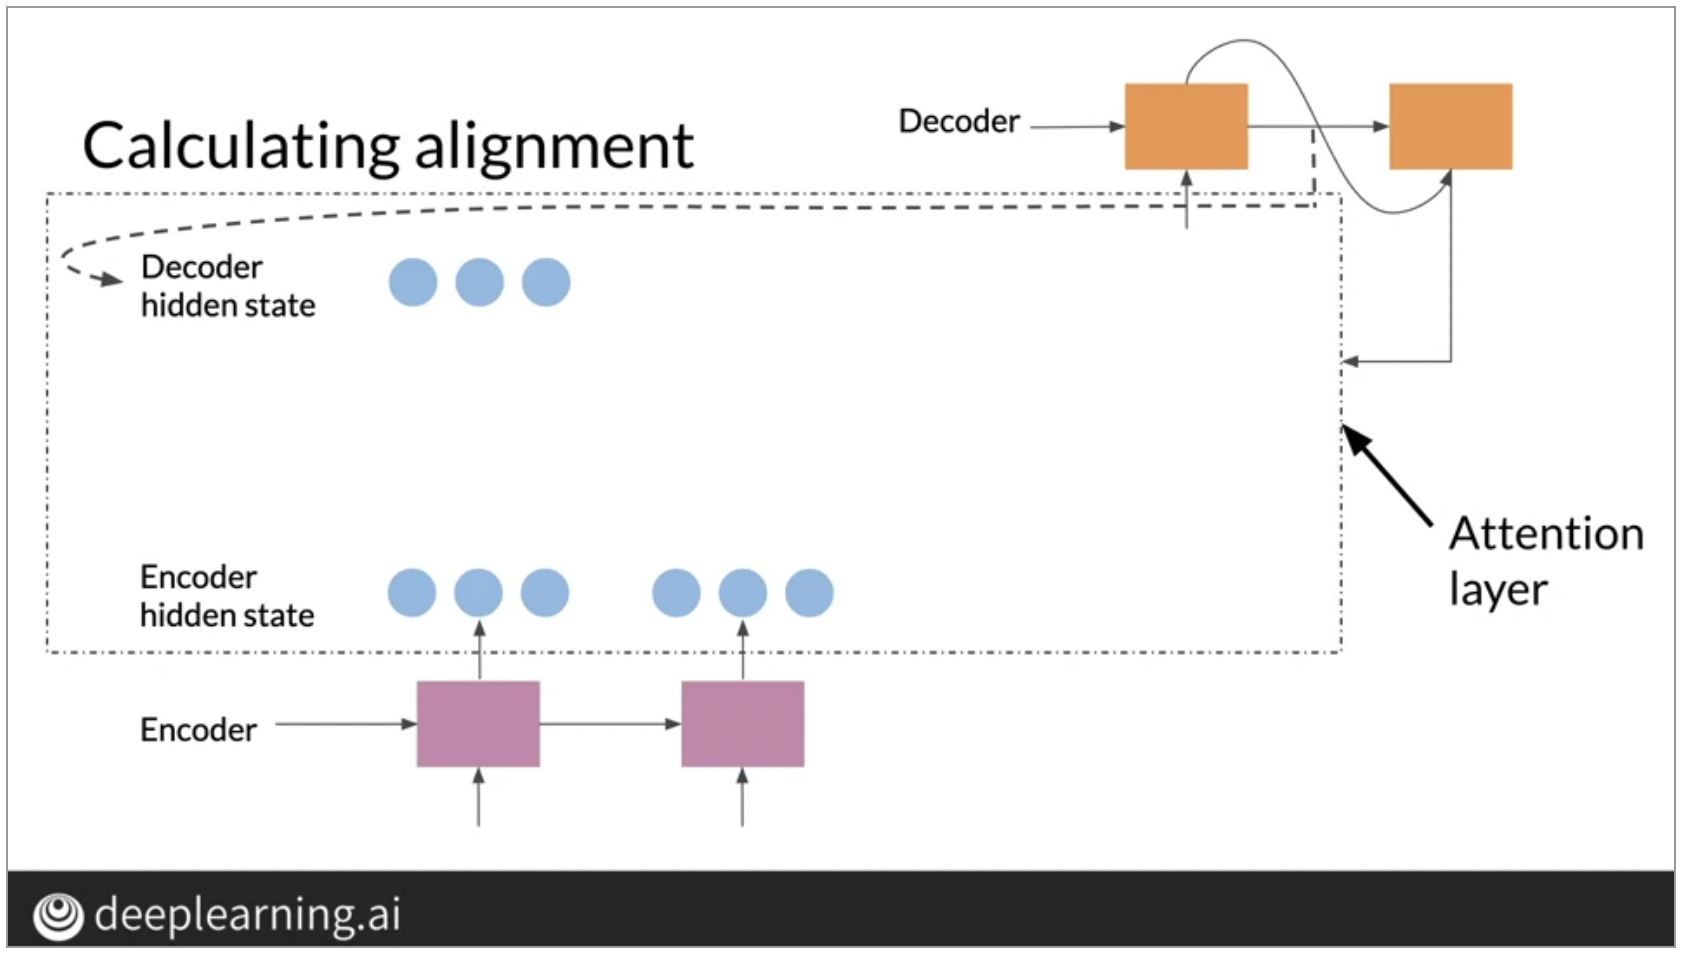 Calculating alignment
Decoder
Decoder
hidden state
Attention
layer
Encoder
hidden state
Encoder
deeplearning.ai